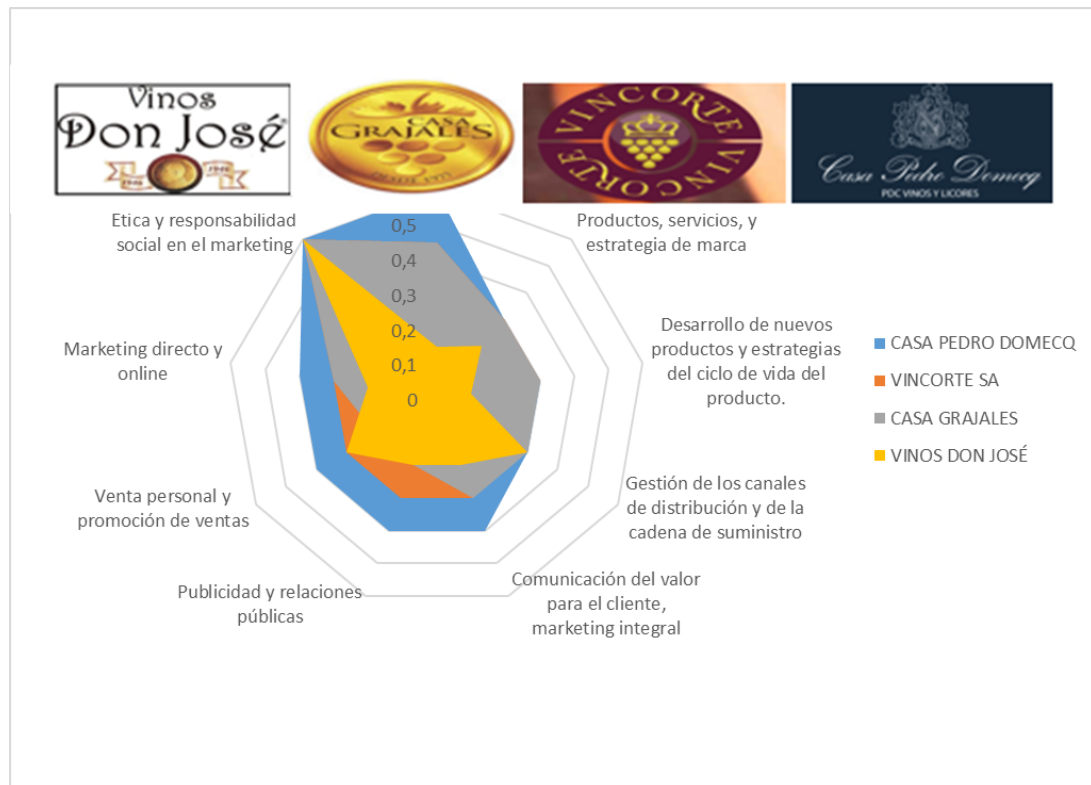 Vinos
Don José
1946
CASA
GRAJALES
DESDE 1973
VINCORTE VINCORTE
Casa Pedro Domecq
PDC VINOS Y LICORES
Etica y responsabilidad
social en el marketing
0,5
0,4
0,3
0,2
0,1
0
Productos, servicios, y
estrategia de marca
Desarrollo de nuevos
productos y estrategias
del ciclo de vida del
producto.
Gestión de los canales
de distribución y de la
cadena de suministro
Comunicación del valor
para el cliente,
marketing integral
Publicidad y relaciones
públicas
Venta personal y
promoción de ventas
Marketing directo y
online
CASA PEDRO DOMECQ
VINCORTE SA
CASA GRAJALES
VINOS DON JOSÉ